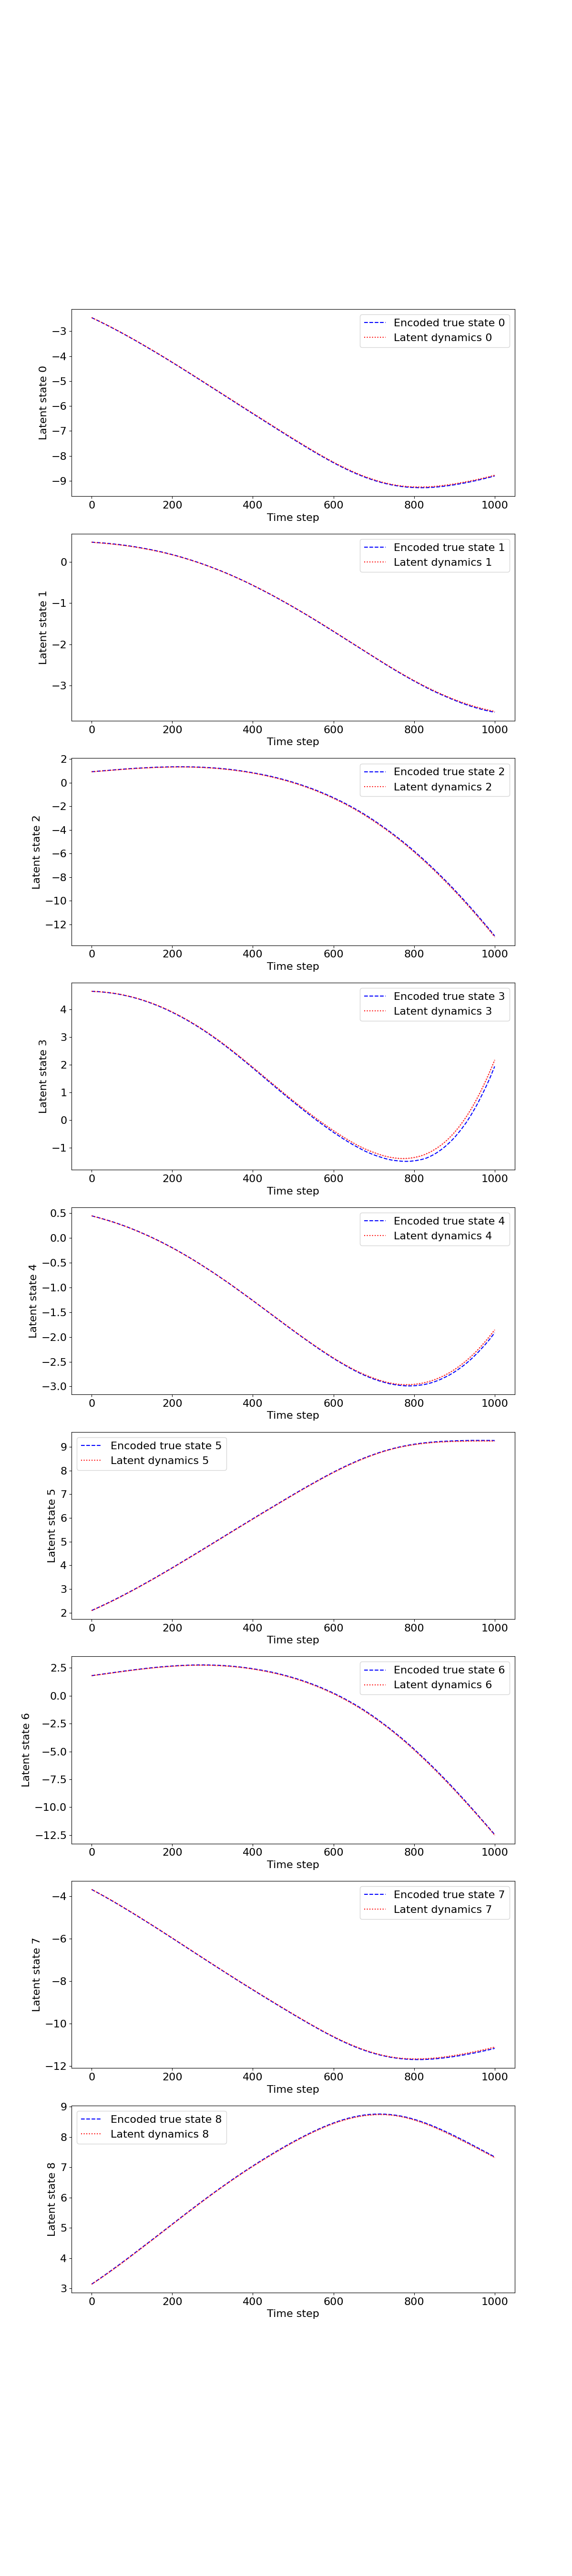 Encoded true state 0
Latent dynamics 0
Latent state 0
−3
−4
−5
−6
−7
−8
−9
0 200 400 600 800 1000
Time step
Encoded true state 1
Latent dynamics 1
Latent state 1
0
−1
−2
−3
0 200 400 600 800 1000
Time step
Encoded true state 2
Latent dynamics 2
Latent state 2
2
0
−2
−4
−6
−8
−10
−12
0 200 400 600 800 1000
Time step
Encoded true state 3
Latent dynamics 3
Latent state 3
4
3
2
1
0
−1
0 200 400 600 800 1000
Time step
Encoded true state 4
Latent dynamics 4
Latent state 4
0.5
0.0
−0.5
−1.0
−1.5
−2.0
−2.5
−3.0
0 200 400 600 800 1000
Time step
Encoded true state 5
Latent dynamics 5
Latent state 5
9
8
7
6
5
4
3
2
0 200 400 600 800 1000
Time step
Encoded true state 6
Latent dynamics 6
Latent state 6
2.5
0.0
−2.5
−5.0
−7.5
−10.0
−12.5
0 200 400 600 800 1000
Time step
Encoded true state 7
Latent dynamics 7
Latent state 7
−4
−6
−8
−10
−12
0 200 400 600 800 1000
Time step
Encoded true state 8
Latent dynamics 8
Latent state 8
9
8
7
6
5
4
3
0 200 400 600 800 1000
Time step